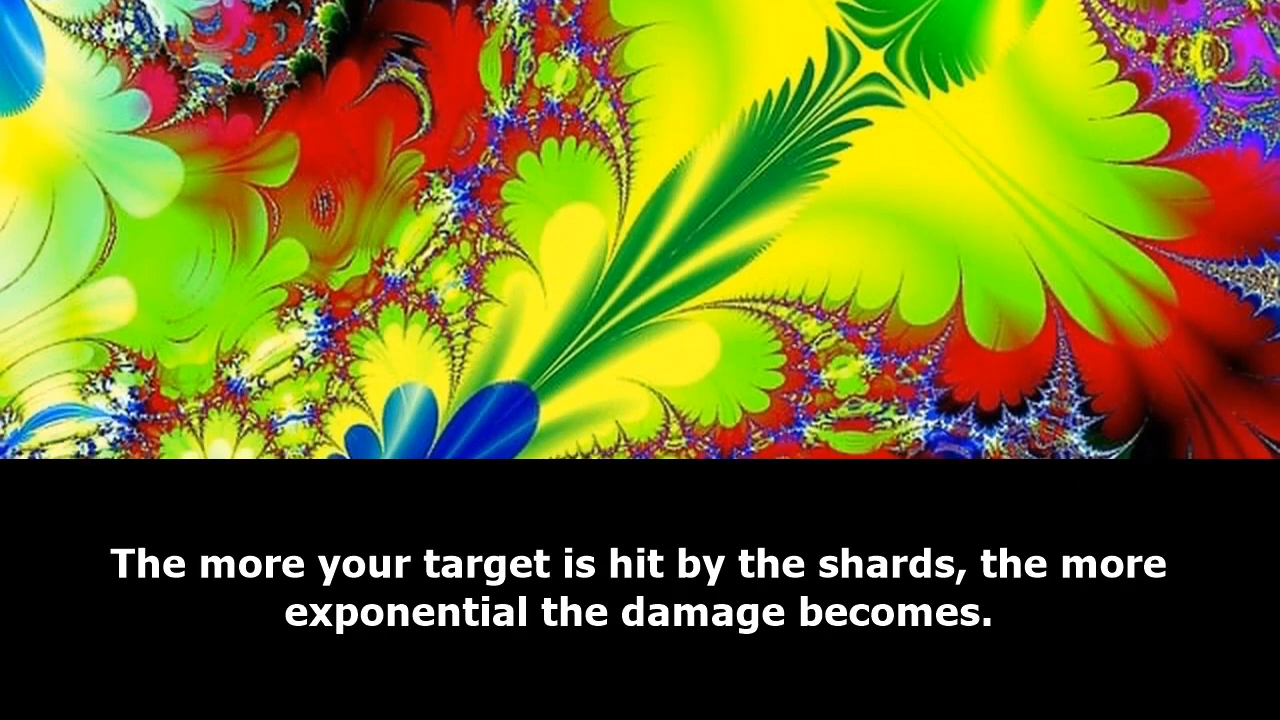 The more your target is hit by the shards, the more
exponential the damage becomes.